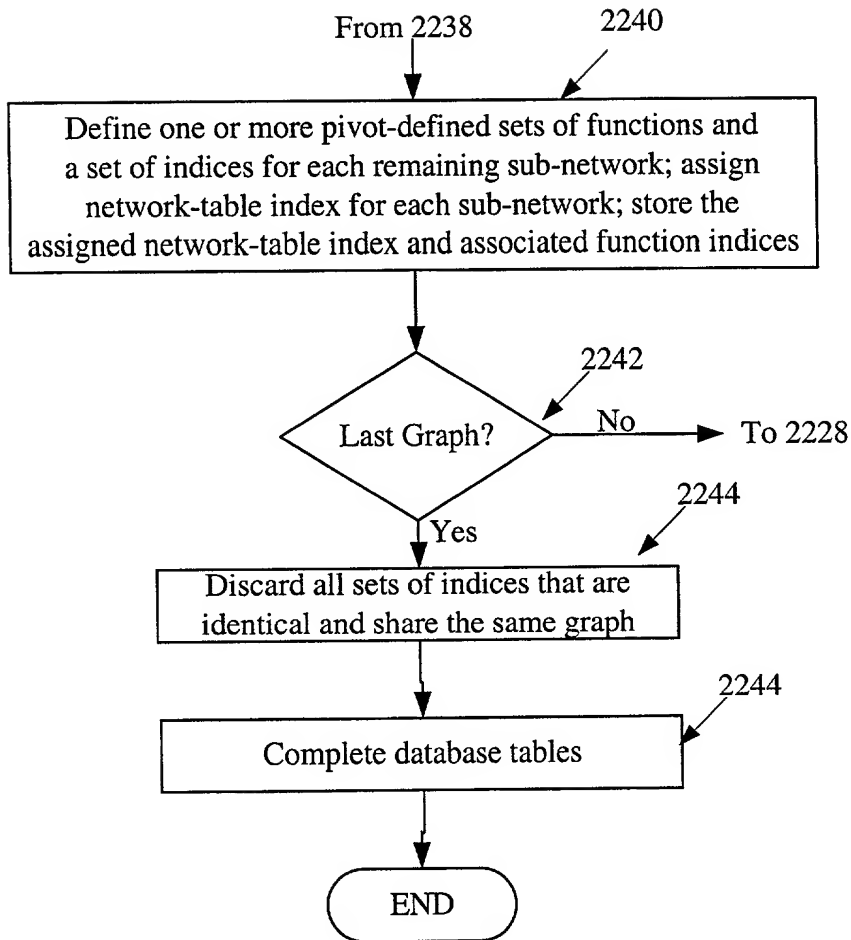 From 2238
2240
Define one or more pivot-defined sets of functions and
a set of indices for each remaining sub-network; assign
network-table index for each sub-network; store the
assigned network-table index and associated function indices
2242
Last Graph?
No
To 2228
Yes
2244
Discard all sets of indices that are
identical and share the same graph
2244
Complete database tables
END